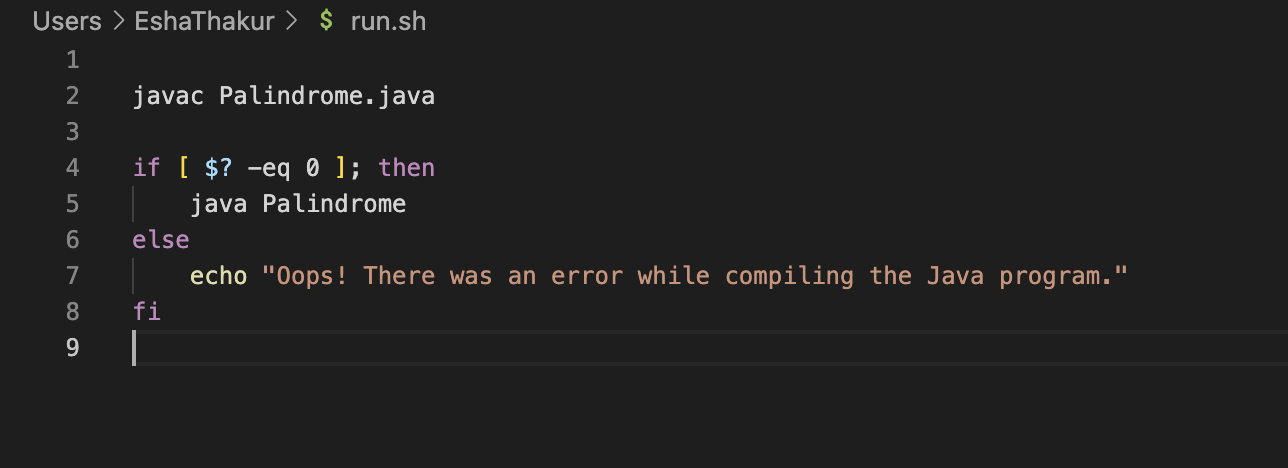 Users > EshaThakur > $ run.sh
1
2 javac Palindrome.java
3
4 if [ $? -eq 0 ]; then
5     java Palindrome
6 else
7     echo "Oops! There was an error while compiling the Java program."
8 fi
9